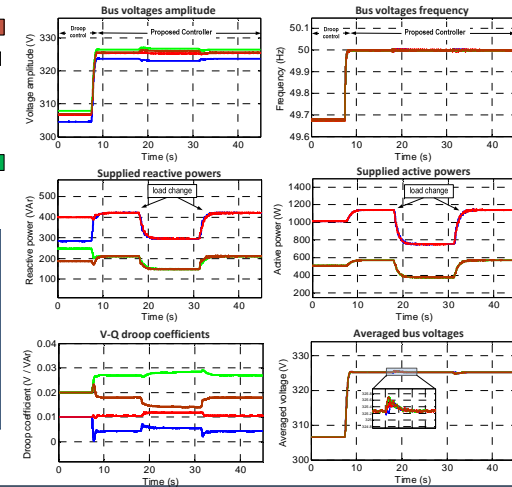 Bus voltages amplitude
Droop
control
Proposed Controller
Voltage amplitude (V)
330
320
310
300
0 10 20 30 40
Time (s)
Bus voltages frequency
Droop
control
Proposed Controller
Frequency (Hz)
50.1
50
49.9
49.8
49.7
49.6
0 10 20 30 40
Time (s)
Supplied reactive powers
load change
Reactive power (VAr)
500
400
300
200
100
0 10 20 30 40
Time (s)
Supplied active powers
load change
Active power (W)
1400
1200
1000
800
600
400
200
0 10 20 30 40
Time (s)
V-Q droop coefficients
Droop coefficient (V / VAr)
0.04
0.03
0.02
0.01
0
0 10 20 30 40
Time (s)
Averaged bus voltages
Averaged voltage (V)
330
320
310
300
0 10 20 30 40
Time (s)